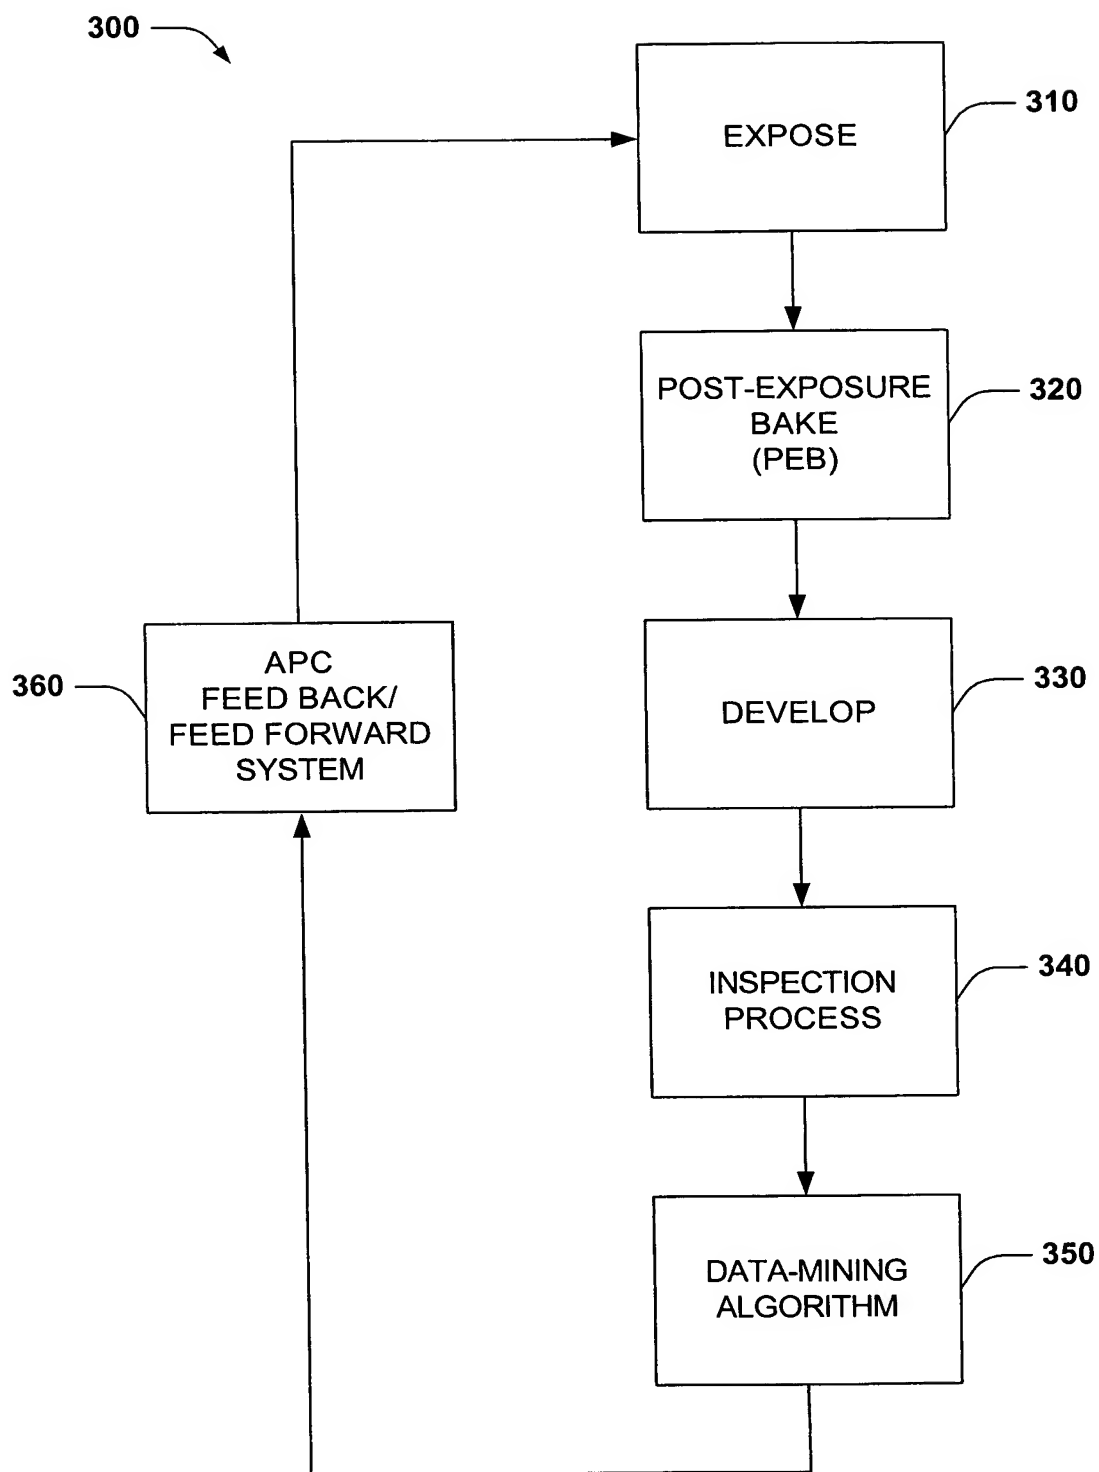 300
EXPOSE
310
POST-EXPOSURE
BAKE
(PEB)
320
APC
FEED BACK/
FEED FORWARD
SYSTEM
360
DEVELOP
330
INSPECTION
PROCESS
340
DATA-MINING
ALGORITHM
350